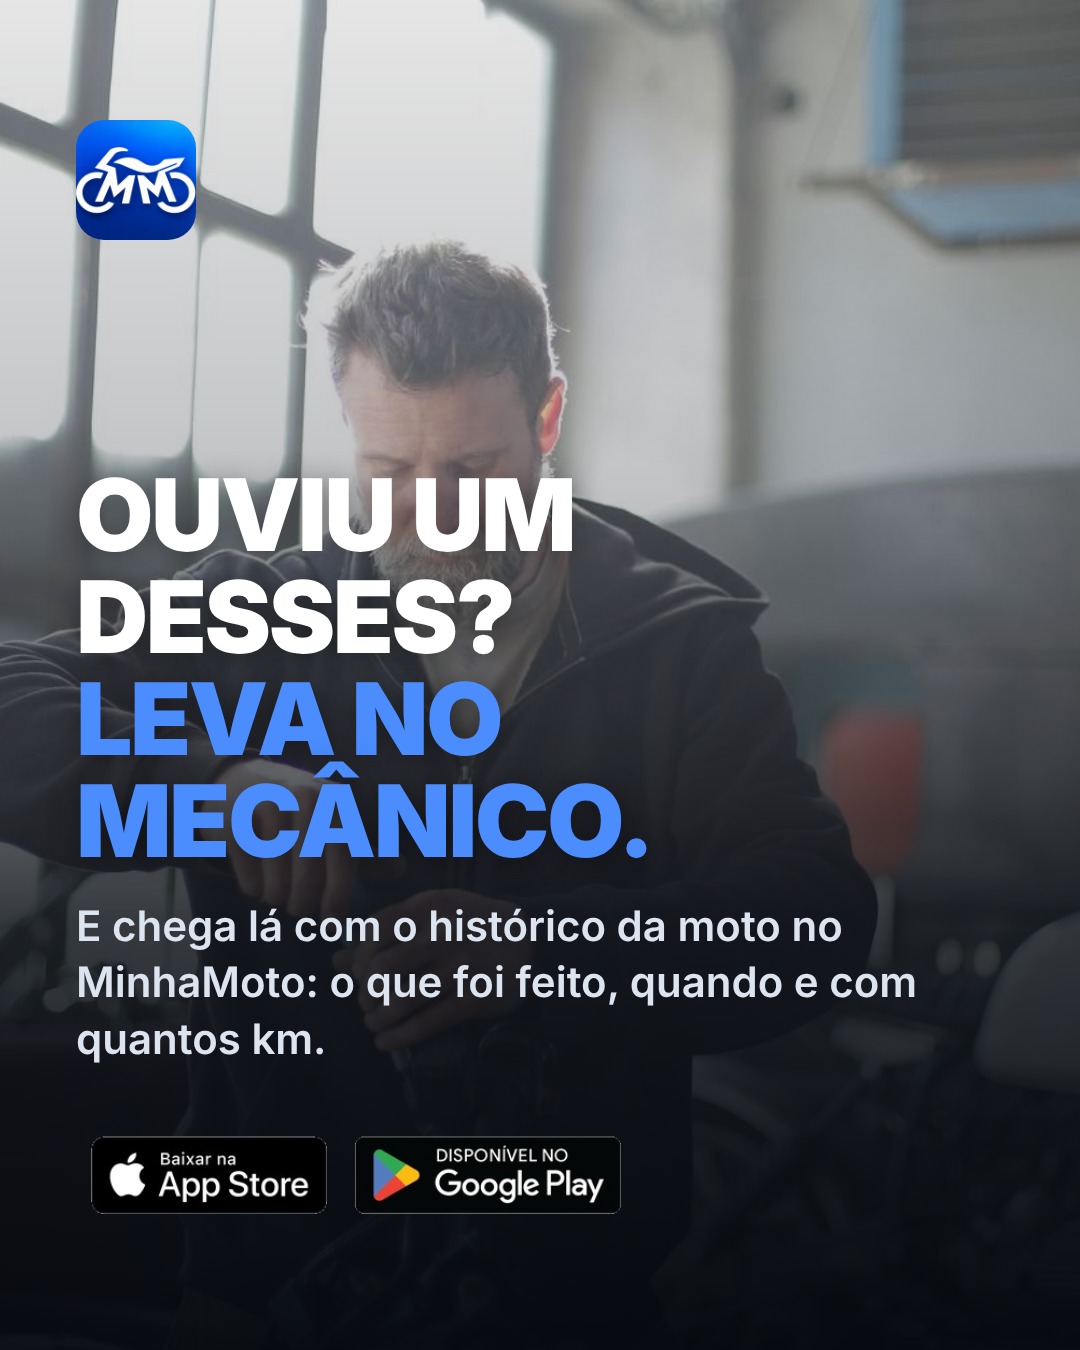 MM
OUVIU UM
DESSES?
LEVA NO
MECÂNICO.
E chega lá com o histórico da moto no
MinhaMoto: o que foi feito, quando e com
quantos km.
Baixar na
App Store
DISPONÍVEL NO
Google Play